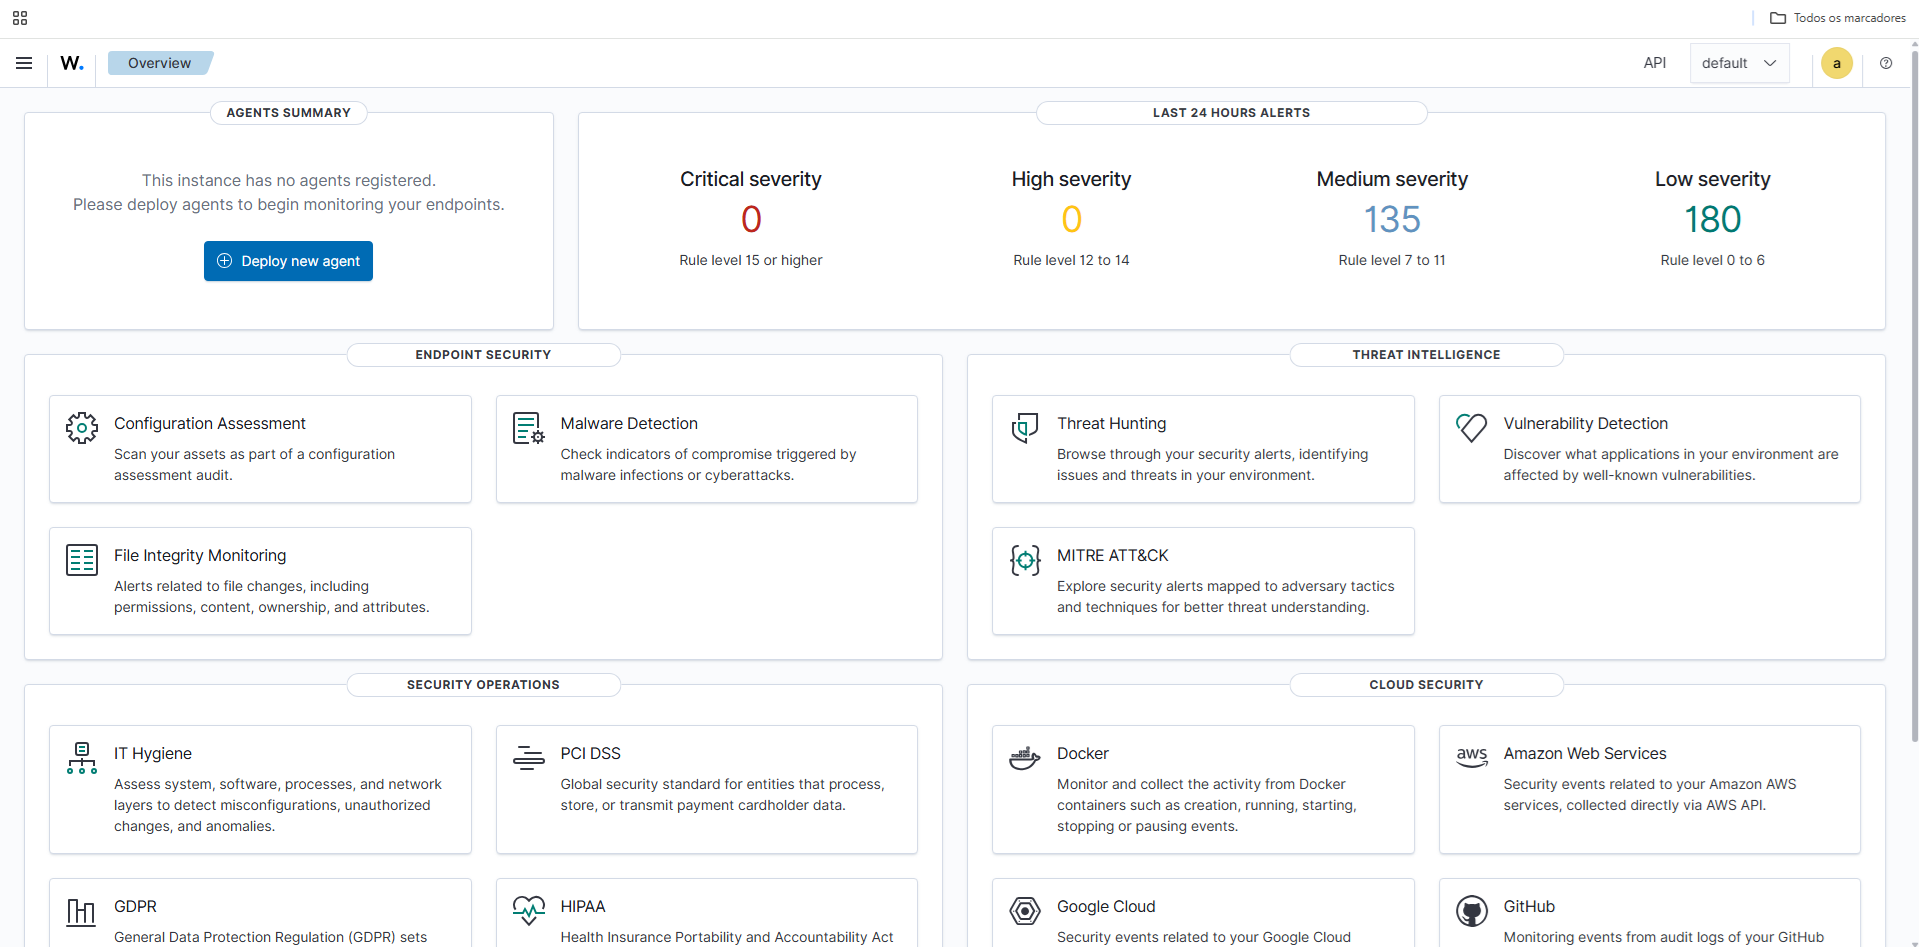 Todos os marcadores
W.
Overview
API
default
a
AGENTS SUMMARY
This instance has no agents registered.
Please deploy agents to begin monitoring your endpoints.
Deploy new agent
LAST 24 HOURS ALERTS
Critical severity
0
Rule level 15 or higher
High severity
0
Rule level 12 to 14
Medium severity
135
Rule level 7 to 11
Low severity
180
Rule level 0 to 6
ENDPOINT SECURITY
Configuration Assessment
Scan your assets as part of a configuration
assessment audit.
Malware Detection
Check indicators of compromise triggered by
malware infections or cyberattacks.
File Integrity Monitoring
Alerts related to file changes, including
permissions, content, ownership, and attributes.
THREAT INTELLIGENCE
Threat Hunting
Browse through your security alerts, identifying
issues and threats in your environment.
Vulnerability Detection
Discover what applications in your environment are
affected by well-known vulnerabilities.
MITRE ATT&CK
Explore security alerts mapped to adversary tactics
and techniques for better threat understanding.
SECURITY OPERATIONS
IT Hygiene
Assess system, software, processes, and network
layers to detect misconfigurations, unauthorized
changes, and anomalies.
PCI DSS
Global security standard for entities that process,
store, or transmit payment cardholder data.
GDPR
General Data Protection Regulation (GDPR) sets
HIPAA
Health Insurance Portability and Accountability Act
CLOUD SECURITY
Docker
Monitor and collect the activity from Docker
containers such as creation, running, starting,
stopping or pausing events.
aws
Amazon Web Services
Security events related to your Amazon AWS
services, collected directly via AWS API.
Google Cloud
Security events related to your Google Cloud
GitHub
Monitoring events from audit logs of your GitHub